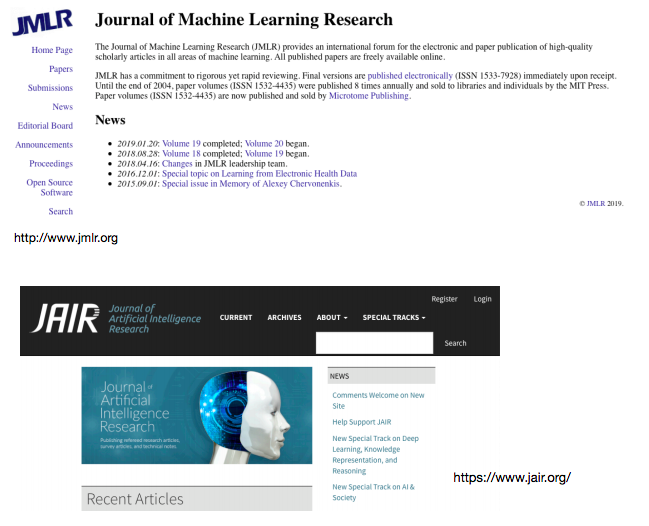 JMLR
Journal of Machine Learning Research
Home Page
Papers
Submissions
News
Editorial Board
Announcements
Proceedings
Open Source
Software
Search
The Journal of Machine Learning Research (JMLR) provides an international forum for the electronic and paper publication of high-quality
scholarly articles in all areas of machine learning. All published papers are freely available online.
JMLR has a commitment to rigorous yet rapid reviewing. Final versions are published electronically (ISSN 1533-7928) immediately upon receipt.
Until the end of 2004, paper volumes (ISSN 1532-4435) were published 8 times annually and sold to libraries and individuals by the MIT Press.
Paper volumes (ISSN 1532-4435) are now published and sold by Microtome Publishing.
News
• 2019.01.20: Volume 19 completed; Volume 20 began.
• 2018.08.28: Volume 18 completed; Volume 19 began.
• 2018.04.16: Changes in JMLR leadership team.
• 2016.12.01: Special topic on Learning from Electronic Health Data
• 2015.09.01: Special issue in Memory of Alexey Chervonenkis.
© JMLR 2019.
http://www.jmlr.org
Register Login
JAIR
Journal of
Artificial Intelligence
Research
CURRENT ARCHIVES ABOUT SPECIAL TRACKS
Search
Journal of
Artificial
Intelligence
Research
Publishing refereed research articles,
survey articles, and technical notes.
NEWS
Comments Welcome on New
Site
Help Support JAIR
New Special Track on Deep
Learning, Knowledge
Representation, and
Reasoning
New Special Track on AI &
Society
Recent Articles
https://www.jair.org/